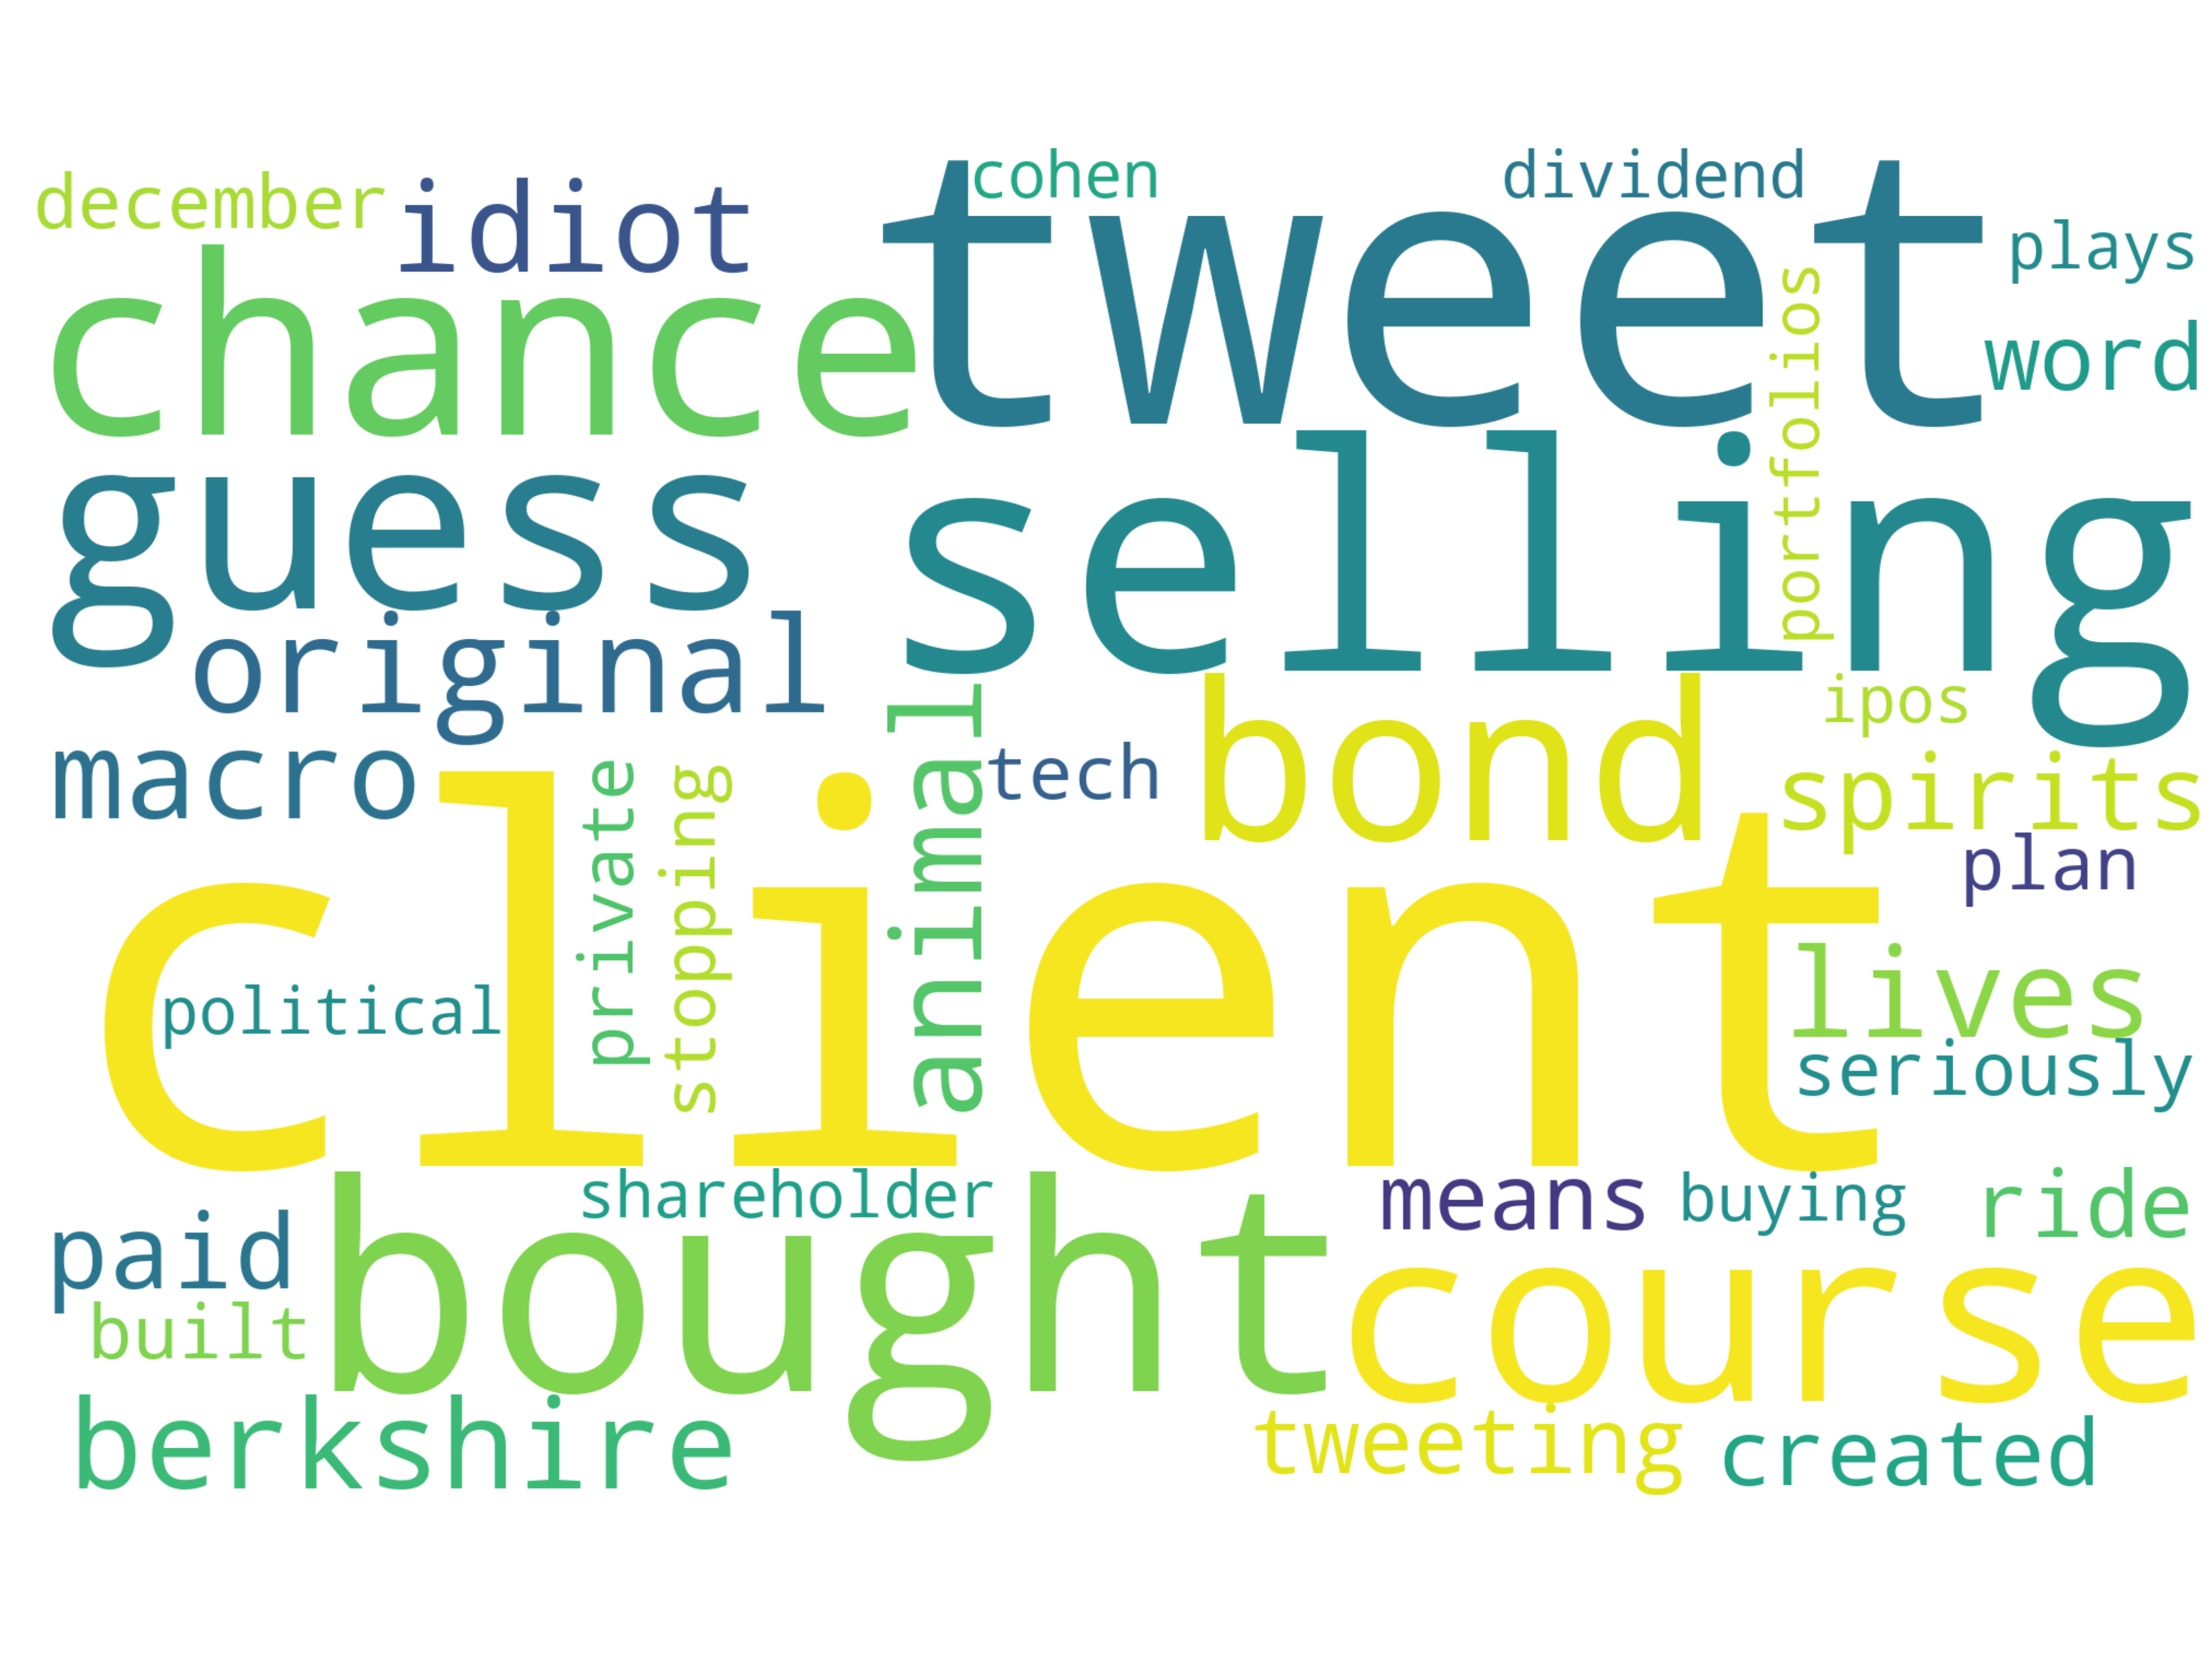 cohen
dividend
december
idiot
tweet
plays
chance
portfolios
word
guess
selling
original
animal
bond
ipos
macro
tech
spirits
private
stopping
client
plan
political
lives
seriously
shareholder
means
buying
ride
paid
bought
course
built
berkshire
tweeting
created